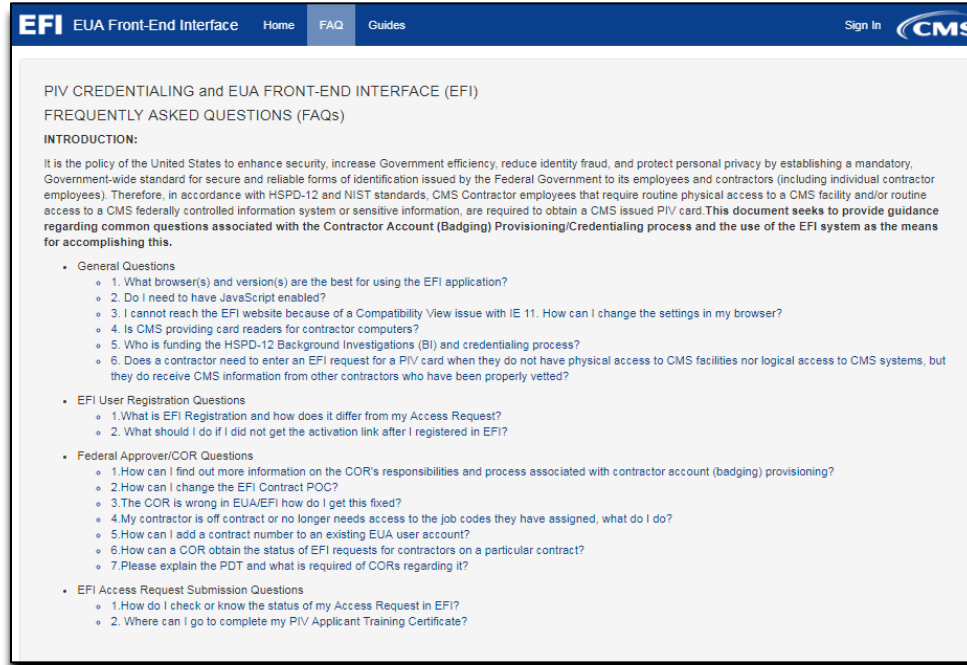 EFI EUA Front-End Interface Home FAQ Guides Sign In CMS
PIV CREDENTIALING and EUA FRONT-END INTERFACE (EFI)
FREQUENTLY ASKED QUESTIONS (FAQs)
INTRODUCTION:
It is the policy of the United States to enhance security, increase Government efficiency, reduce identity fraud, and protect personal privacy by establishing a mandatory,
Government-wide standard for secure and reliable forms of identification issued by the Federal Government to its employees and contractors (including individual contractor
employees). Therefore, in accordance with HSPD-12 and NIST standards, CMS Contractor employees that require routine physical access to a CMS facility and/or routine
access to a CMS federally controlled information system or sensitive information, are required to obtain a CMS issued PIV card.This document seeks to provide guidance
regarding common questions associated with the Contractor Account (Badging) Provisioning/Credentialing process and the use of the EFI system as the means
for accomplishing this.
General Questions
1. What browser(s) and version(s) are the best for using the EFI application?
2. Do I need to have JavaScript enabled?
3. I cannot reach the EFI website because of a Compatibility View issue with IE 11. How can I change the settings in my browser?
4. Is CMS providing card readers for contractor computers?
5. Who is funding the HSPD-12 Background Investigations (BI) and credentialing process?
6. Does a contractor need to enter an EFI request for a PIV card when they do not have physical access to CMS facilities nor logical access to CMS systems, but
they do receive CMS information from other contractors who have been properly vetted?
EFI User Registration Questions
1.What is EFI Registration and how does it differ from my Access Request?
2. What should I do if I did not get the activation link after I registered in EFI?
Federal Approver/COR Questions
1.How can I find out more information on the COR's responsibilities and process associated with contractor account (badging) provisioning?
2.How can I change the EFI Contract POC?
3.The COR is wrong in EUA/EFI how do I get this fixed?
4.My contractor is off contract or no longer needs access to the job codes they have assigned, what do I do?
5.How can I add a contract number to an existing EUA user account?
6.How can a COR obtain the status of EFI requests for contractors on a particular contract?
7.Please explain the PDT and what is required of CORs regarding it?
EFI Access Request Submission Questions
1.How do I check or know the status of my Access Request in EFI?
2. Where can I go to complete my PIV Applicant Training Certificate?